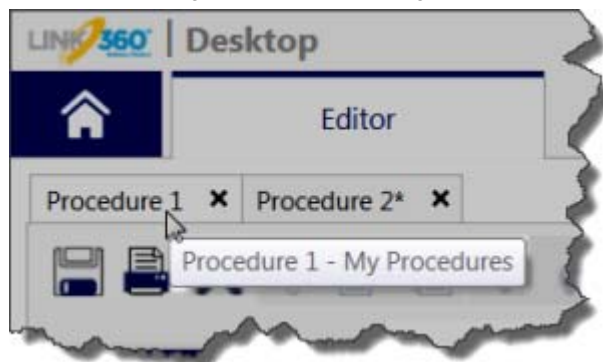 LINK360 | Desktop
Editor
Procedure 1 × Procedure 2* ×
Procedure 1 - My Procedures